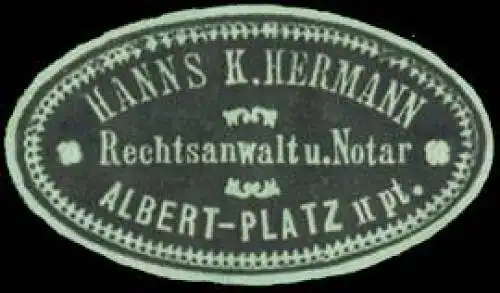 HANNS K. HERMANN
Rechtsanwalt u. Notar
ALBERT-PLATZ II pt.